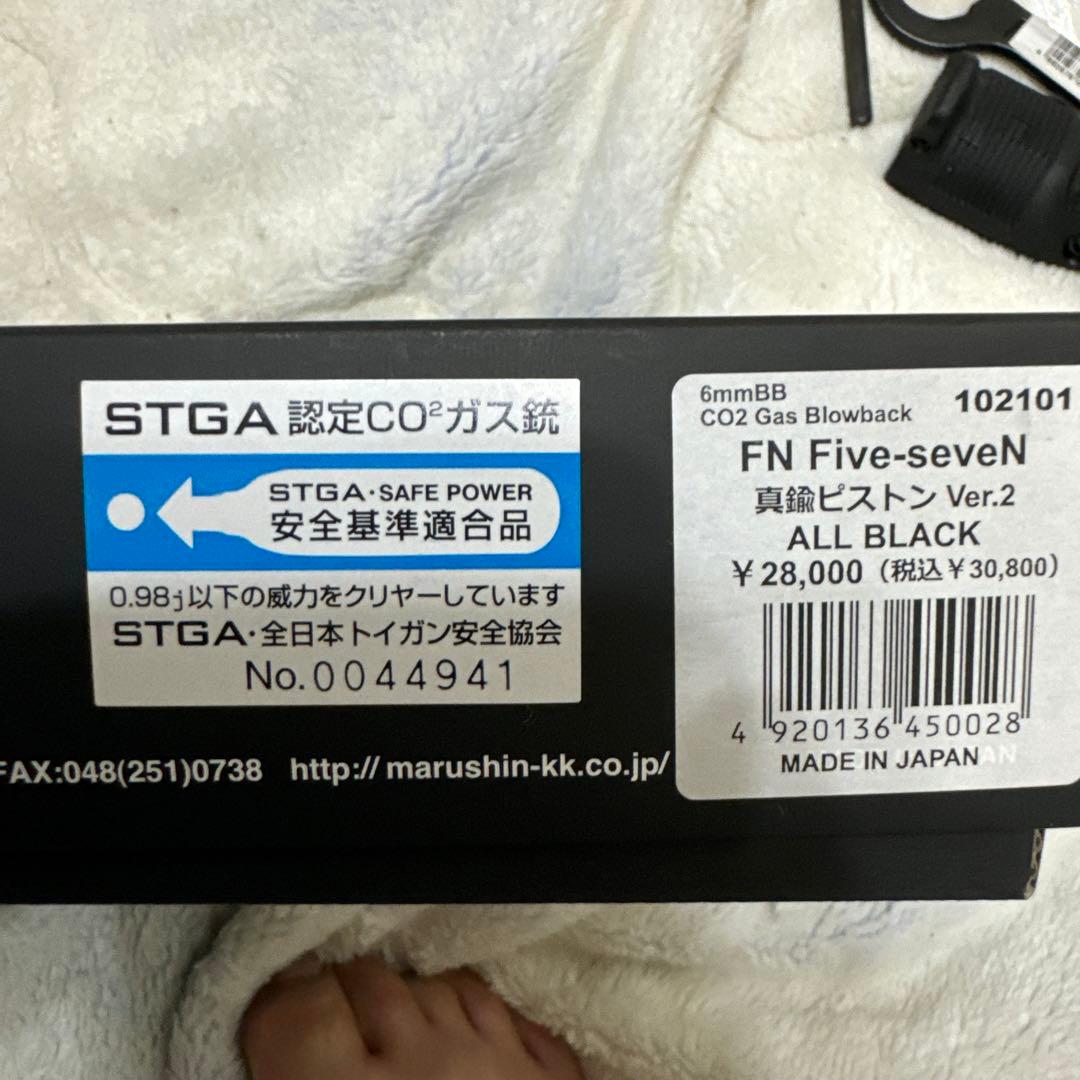 STGA 認定CO²ガス銃
STGA・SAFE POWER
安全基準適合品
0.98j以下の威力をクリヤーしています
STGA・全日本トイガン安全協会
No.0044941
FAX:048(251)0738 http://marushin-kk.co.jp/
6mmBB
CO2 Gas Blowback 102101
FN Five-seveN
真鍮ピストン Ver.2
ALL BLACK
¥28,000（税込¥30,800）
4 920136 450028
MADE IN JAPAN